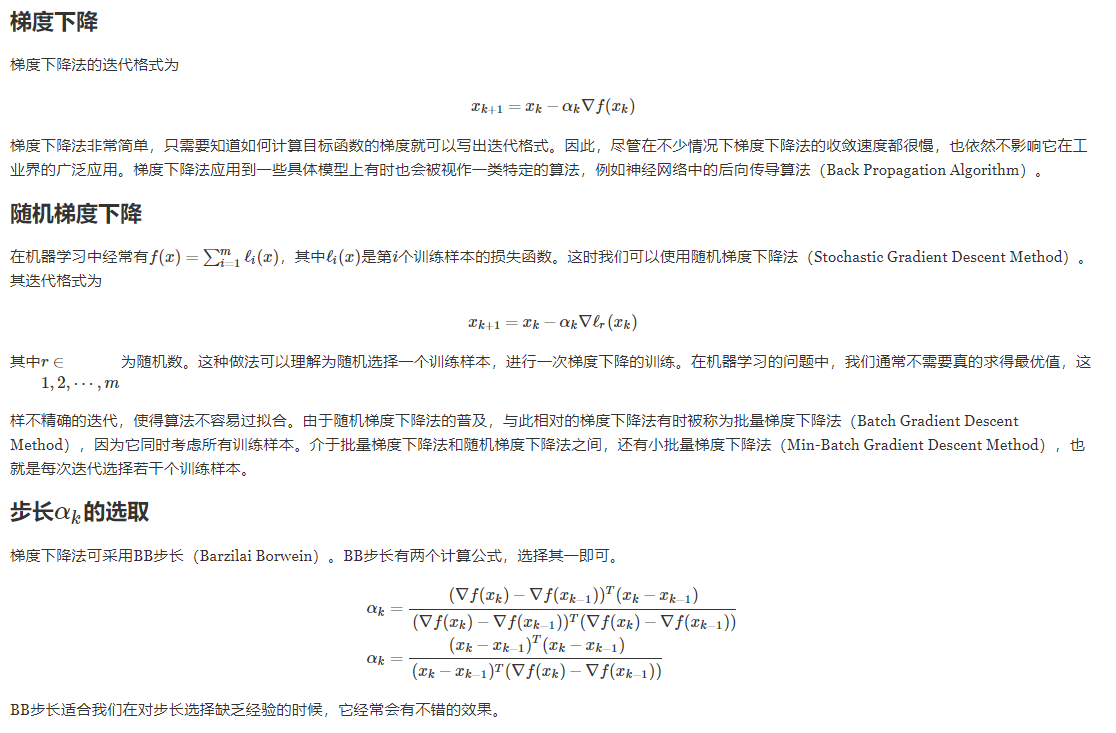 梯度下降
梯度下降法的迭代格式为
x_{k+1} = x_k − α_k∇f(x_k)
梯度下降法非常简单，只需要知道如何计算目标函数的梯度就可以写出迭代格式。因此，尽管在不少情况下梯度下降法的收敛速度都很慢，也依然不影响它在工
业界的广泛应用。梯度下降法应用到一些具体模型上有时也会被视作一类特定的算法，例如神经网络中的后向传导算法（Back Propagation Algorithm）。
随机梯度下降
在机器学习中经常有f(x) = ∑_{i=1}^m ℓ_i(x)，其中ℓ_i(x)是第i个训练样本的损失函数。这时我们可以使用随机梯度下降法（Stochastic Gradient Descent Method）。
其迭代格式为
x_{k+1} = x_k − α_k∇ℓ_r(x_k)
其中r ∈ 为随机数。这种做法可以理解为随机选择一个训练样本，进行一次梯度下降的训练。在机器学习的问题中，我们通常不需要真的求得最优值，这
1, 2, ⋯, m
样不精确的迭代，使得算法不容易过拟合。由于随机梯度下降法的普及，与此相对的梯度下降法有时被称为批量梯度下降法（Batch Gradient Descent
Method），因为它同时考虑所有训练样本。介于批量梯度下降法和随机梯度下降法之间，还有小批量梯度下降法（Min-Batch Gradient Descent Method），也
就是每次迭代选择若干个训练样本。
步长α_k的选取
梯度下降法可采用BB步长（Barzilai Borwein）。BB步长有两个计算公式，选择其一即可。
α_k = \frac{(∇f(x_k) − ∇f(x_{k−1}))^T(x_k − x_{k−1})}{(∇f(x_k) − ∇f(x_{k−1}))^T(∇f(x_k) − ∇f(x_{k−1}))}
α_k = \frac{(x_k − x_{k−1})^T(x_k − x_{k−1})}{(x_k − x_{k−1})^T(∇f(x_k) − ∇f(x_{k−1}))}
BB步长适合我们在对步长选择缺乏经验的时候，它经常会有不错的效果。